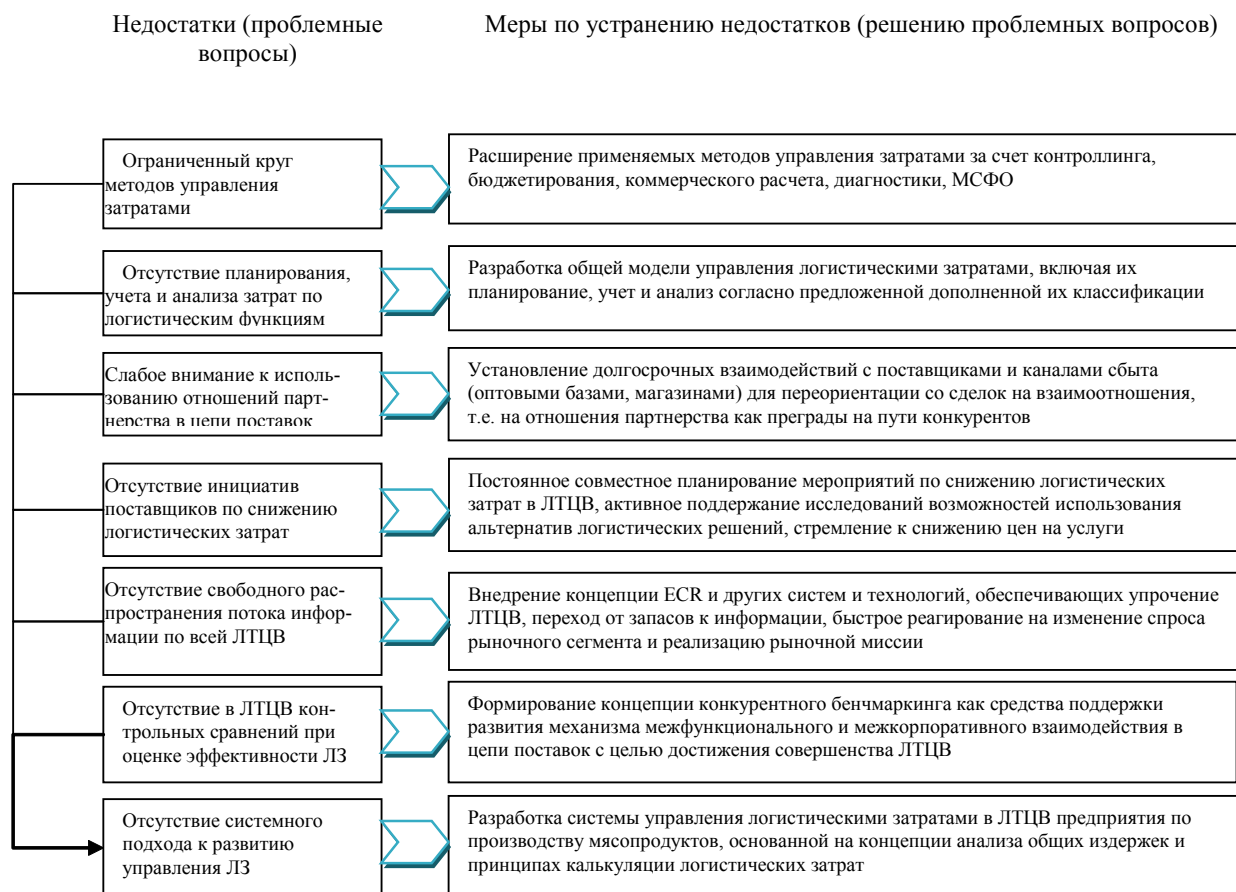 Недостатки (проблемные
вопросы)
Меры по устранению недостатков (решению проблемных вопросов)
Ограниченный круг
методов управления
затратами
Расширение применяемых методов управления затратами за счет контроллинга,
бюджетирования, коммерческого расчета, диагностики, МСФО
Отсутствие планирования,
учета и анализа затрат по
логистическим функциям
Разработка общей модели управления логистическими затратами, включая их
планирование, учет и анализ согласно предложенной дополненной их классификации
Слабое внимание к исполь-
зованию отношений парт-
нерства в цепи поставок
Установление долгосрочных взаимодействий с поставщиками и каналами сбыта
(оптовыми базами, магазинами) для переориентации со сделок на взаимоотношения,
т.е. на отношения партнерства как преграды на пути конкурентов
Отсутствие инициатив
поставщиков по снижению
логистических затрат
Постоянное совместное планирование мероприятий по снижению логистических
затрат в ЛТЦВ, активное поддержание исследований возможностей использования
альтернатив логистических решений, стремление к снижению цен на услуги
Отсутствие свободного рас-
пространения потока инфор-
мации по всей ЛТЦВ
Внедрение концепции ECR и других систем и технологий, обеспечивающих упрочение
ЛТЦВ, переход от запасов к информации, быстрое реагирование на изменение спроса
рыночного сегмента и реализацию рыночной миссии
Отсутствие в ЛТЦВ кон-
трольных сравнений при
оценке эффективности ЛЗ
Формирование концепции конкурентного бенчмаркинга как средства поддержки
развития механизма межфункционального и межкорпоративного взаимодействия в
цепи поставок с целью достижения совершенства ЛТЦВ
Отсутствие системного
подхода к развитию
управления ЛЗ
Разработка системы управления логистическими затратами в ЛТЦВ предприятия по
производству мясопродуктов, основанной на концепции анализа общих издержек и
принципах калькуляции логистических затрат